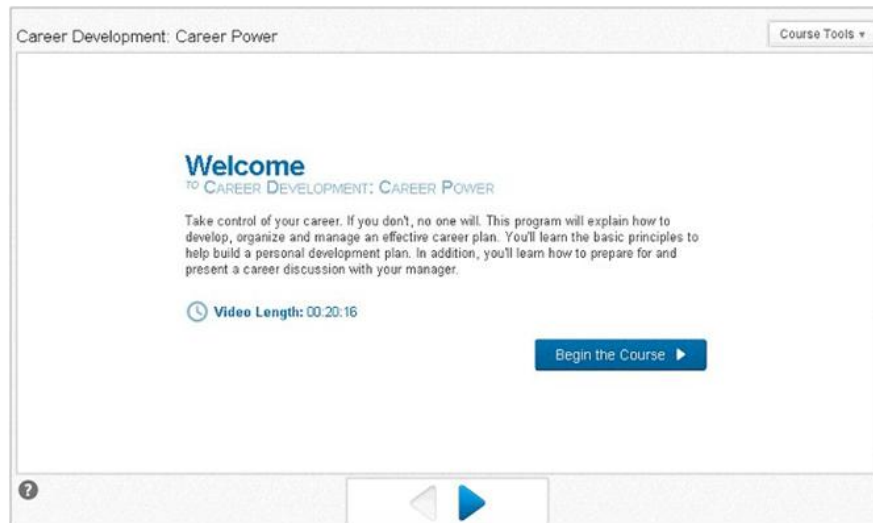 Career Development: Career Power
Course Tools
Welcome
TO CAREER DEVELOPMENT: CAREER POWER
Take control of your career. If you don't, no one will. This program will explain how to
develop, organize and manage an effective career plan. You'll learn the basic principles to
help build a personal development plan. In addition, you'll learn how to prepare for and
present a career discussion with your manager.
Video Length: 00:20:16
Begin the Course
?